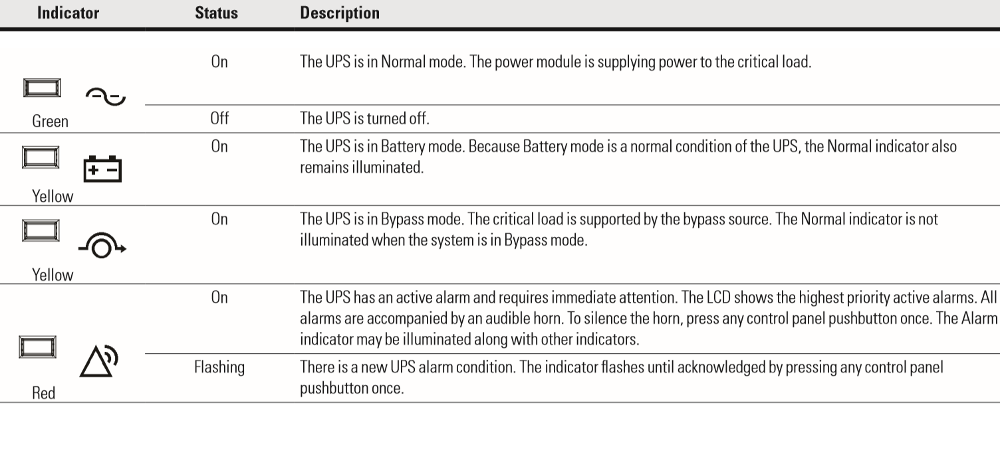 Indicator Status Description
On The UPS is in Normal mode. The power module is supplying power to the critical load.
Green
Off The UPS is turned off.
On The UPS is in Battery mode. Because Battery mode is a normal condition of the UPS, the Normal indicator also
remains illuminated.
Yellow
On The UPS is in Bypass mode. The critical load is supported by the bypass source. The Normal indicator is not
illuminated when the system is in Bypass mode.
Yellow
On The UPS has an active alarm and requires immediate attention. The LCD shows the highest priority active alarms. All
alarms are accompanied by an audible horn. To silence the horn, press any control panel pushbutton once. The Alarm
indicator may be illuminated along with other indicators.
Red
Flashing There is a new UPS alarm condition. The indicator flashes until acknowledged by pressing any control panel
pushbutton once.